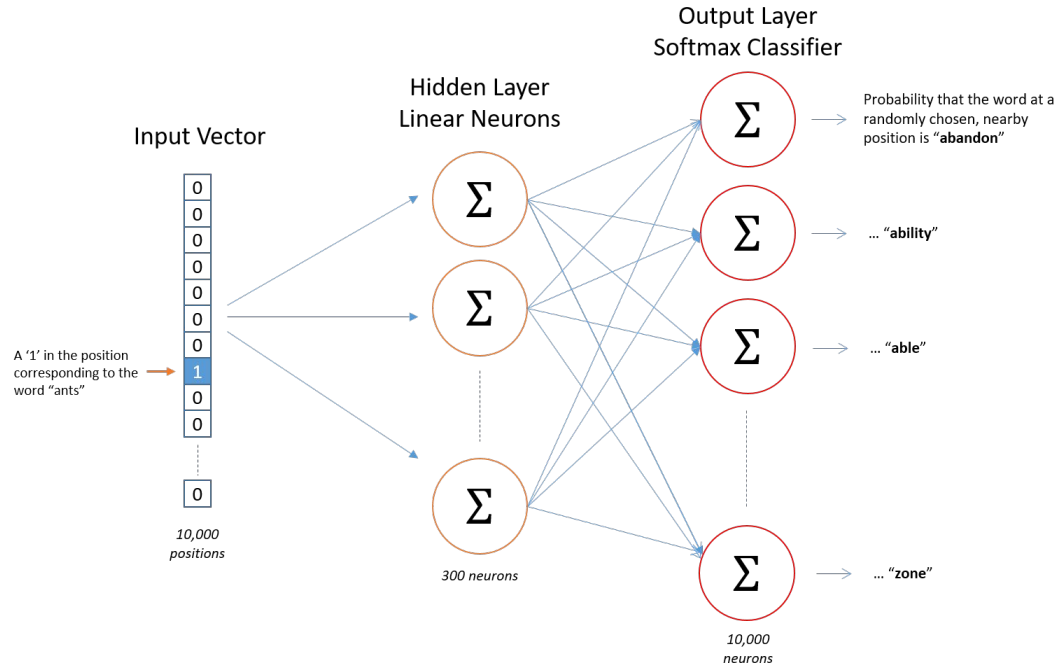 Output Layer
Softmax Classifier
Hidden Layer
Linear Neurons
Input Vector
0
0
0
0
0
0
0
1
0
0
0
A ‘1’ in the position
corresponding to the
word “ants”
10,000
positions
Σ
Σ
Σ
300 neurons
Σ
Σ
Σ
Σ
10,000
neurons
Probability that the word at a
randomly chosen, nearby
position is “abandon”
... “ability”
... “able”
... “zone”